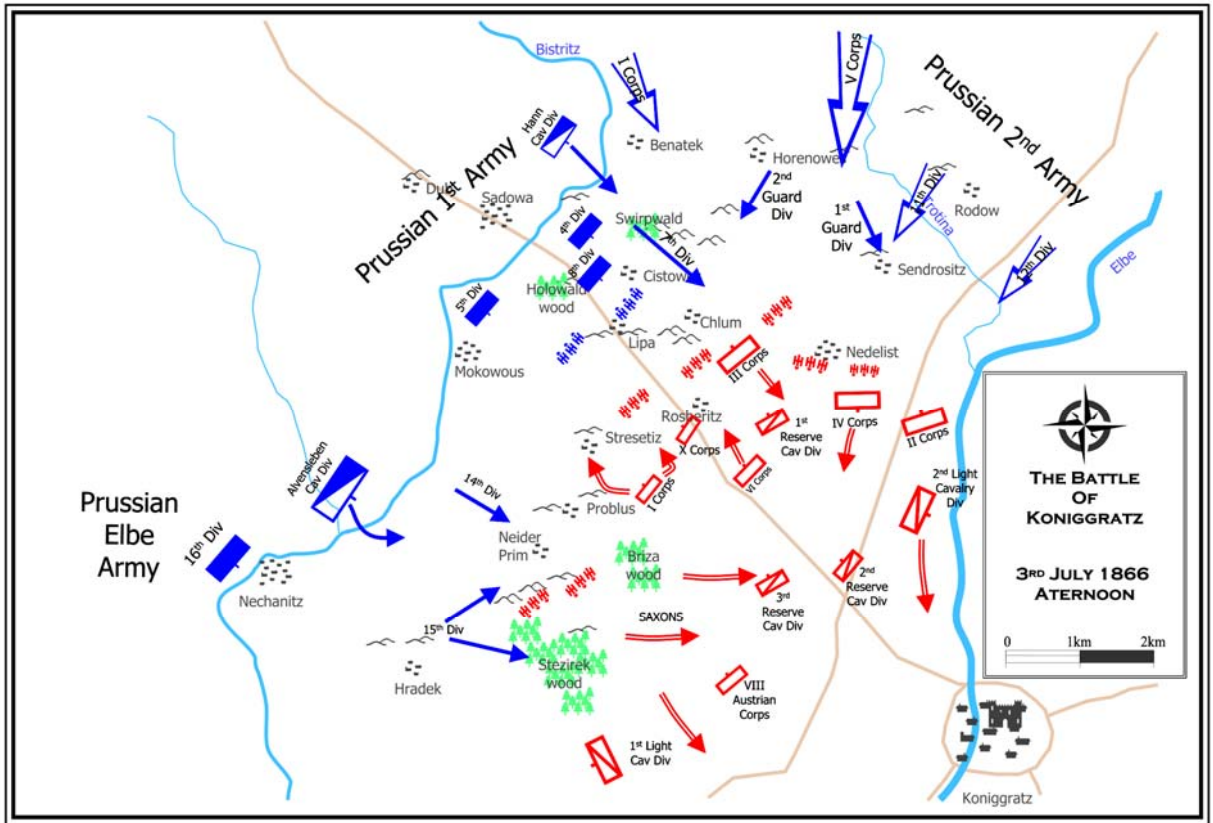 Bistritz
I Corps
V Corps
Prussian 2nd Army
Hann
Cav Div
Benatek
Horenowe
Prussian 1st Army
Dub
Sadowa
2nd
Guard
Div
11th Div
Trotina
Rodow
4th Div
Swirpwald
7th Div
1st
Guard
Div
Elbe
8th Div
Cistow
Sendrositz
12th Div
5th Div
Holowald
wood
Lipa
Chlum
Mokowous
III Corps
Nedelist
Rosberitz
1st
Reserve
Cav Div
IV Corps
II Corps
Stresetiz
X Corps
VI Corps
2nd Light
Cavalry
Div
Alvensleben
Cav Div
14th Div
I Corps
Problus
Prussian
Elbe
Army
16th Div
Neider
Prim
Briza
wood
Nechanitz
3rd
Reserve
Cav Div
2nd
Reserve
Cav Div
15th Div
SAXONS
Hradek
Stezirek
wood
VIII
Austrian
Corps
1st Light
Cav Div
Koniggratz
The Battle
Of
Koniggratz
3rd July 1866
Aternoon
0 1km 2km